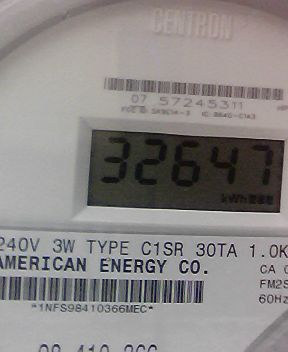 CENTRON
07 57245311
32647
kWh
240V 3W TYPE C1SR 30TA 1.0K
AMERICAN ENERGY CO.
CA 0
FM2S
60Hz
*1NFS98410366MEC*